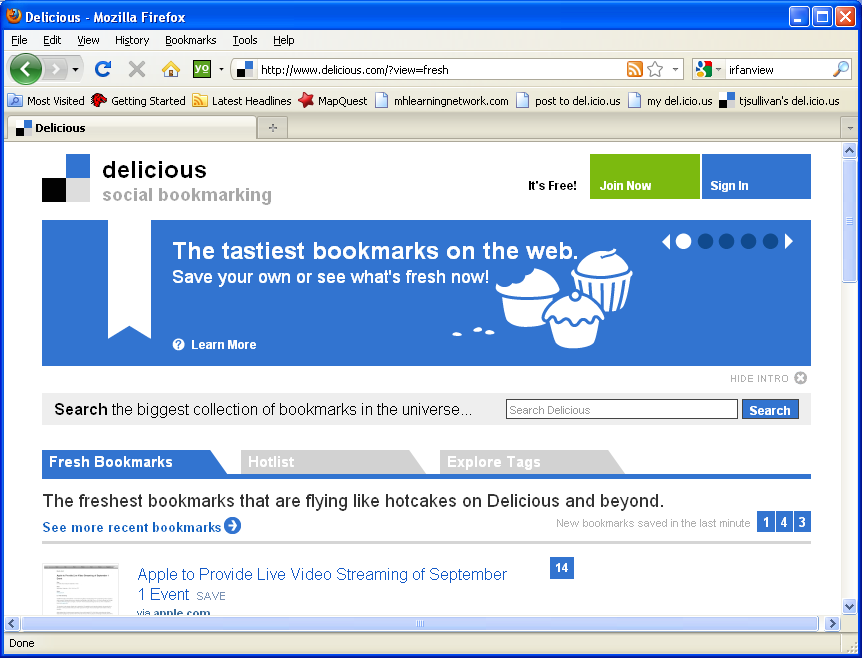 Delicious - Mozilla Firefox
File Edit View History Bookmarks Tools Help
yo http://www.delicious.com/?view=fresh irfanview
Most Visited Getting Started Latest Headlines MapQuest mhlearningnetwork.com post to del.icio.us my del.icio.us tjsullivan's del.icio.us
Delicious
delicious
social bookmarking
It's Free! Join Now Sign In
The tastiest bookmarks on the web.
Save your own or see what's fresh now!
? Learn More
HIDE INTRO
Search the biggest collection of bookmarks in the universe... Search Delicious Search
Fresh Bookmarks Hotlist Explore Tags
The freshest bookmarks that are flying like hotcakes on Delicious and beyond.
See more recent bookmarks New bookmarks saved in the last minute 1 4 3
Apple to Provide Live Video Streaming of September 14
1 Event SAVE
via apple.com
Done